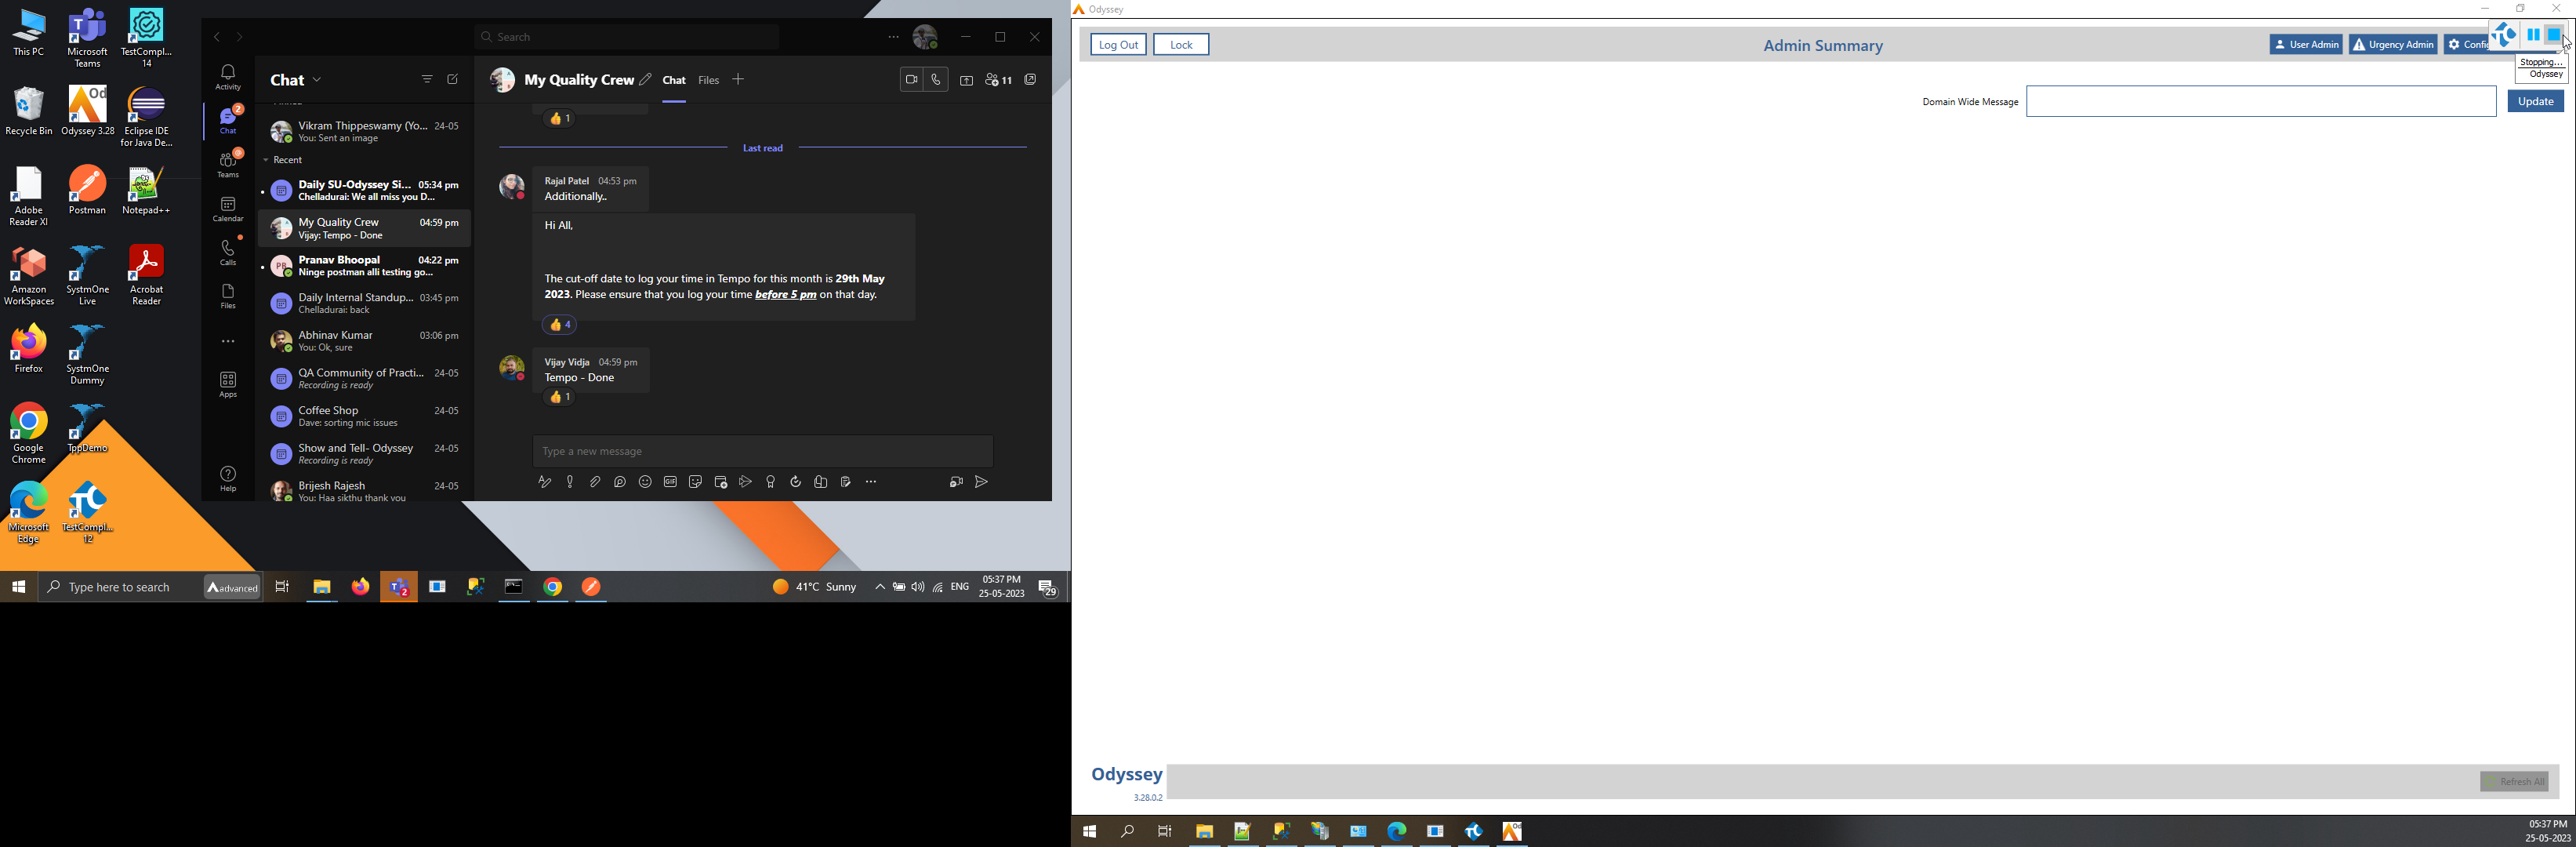 This PC
Microsoft Teams
TestCompl... 14
Recycle Bin
Odyssey 3.28
Eclipse IDE for Java De...
Adobe Reader XI
Postman
Notepad++
Amazon WorkSpaces
SystmOne Live
Acrobat Reader
Firefox
SystmOne Dummy
Google Chrome
TppDemo
Microsoft Edge
TestCompl... 12
Search
Activity
Chat
2
Teams
Calendar
Calls
Files
Apps
Help
Chat
Vikram Thippeswamy (Yo... 24-05
You: Sent an image
Recent
Daily SU-Odyssey Si... 05:34 pm
Chelladurai: We all miss you D...
My Quality Crew 04:59 pm
Vijay: Tempo - Done
PB
Pranav Bhoopal 04:22 pm
Ninge postman alli testing go...
Daily Internal Standup... 03:45 pm
Chelladurai: back
Abhinav Kumar 03:06 pm
You: Ok, sure
QA Community of Practi... 24-05
Recording is ready
Coffee Shop 24-05
Dave: sorting mic issues
Show and Tell- Odyssey 24-05
Recording is ready
Brijesh Rajesh 24-05
You: Haa sikthu thank you
My Quality Crew Chat Files 11
1
Last read
Rajal Patel 04:53 pm
Additionally..
Hi All,
The cut-off date to log your time in Tempo for this month is 29th May
2023. Please ensure that you log your time before 5 pm on that day.
4
Vijay Vidja 04:59 pm
Tempo - Done
1
Type a new message
GIF
Type here to search advanced
2
41°C Sunny ENG 05:37 PM
25-05-2023
29
Odyssey
Log Out Lock Admin Summary User Admin Urgency Admin Config
Stopping...
Odyssey
Domain Wide Message Update
Odyssey
3.28.0.2
Refresh All
05:37 PM
25-05-2023